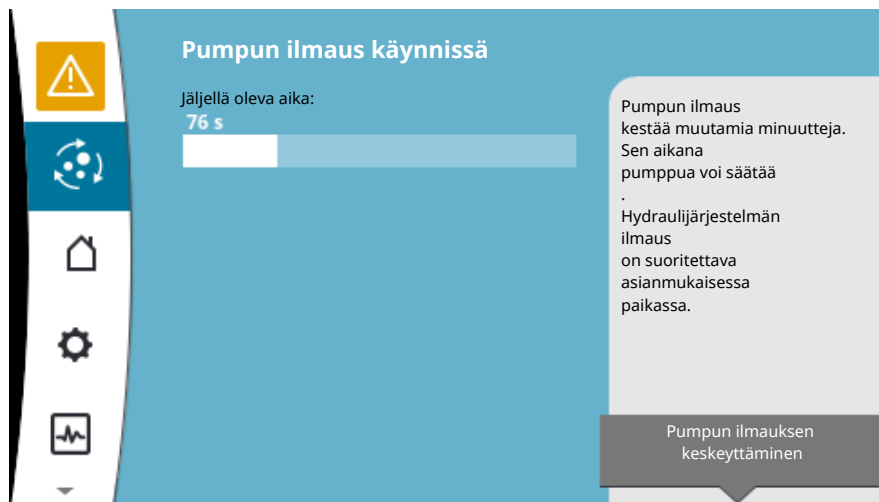 Pumpun ilmaus käynnissä
Jäljellä oleva aika:
76 s
Pumpun ilmaus
kestää muutamia minuutteja.
Sen aikana
pumppua voi säätää
.
Hydraulijärjestelmän
ilmaus
on suoritettava
asianmukaisessa
paikassa.
Pumpun ilmauksen
keskeyttäminen